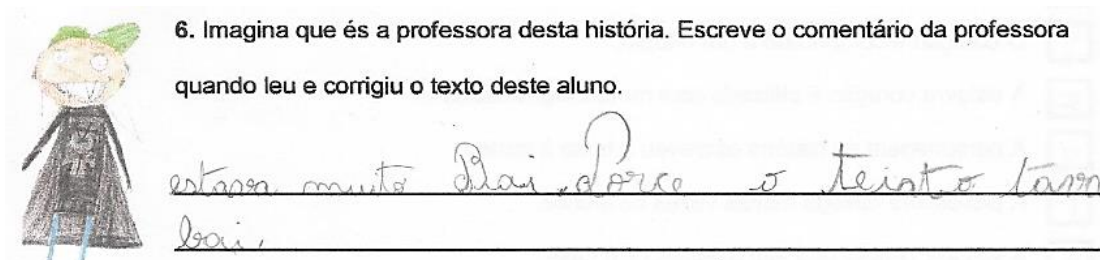 6. Imagina que és a professora desta história. Escreve o comentário da professora
quando leu e corrigiu o texto deste aluno.
estava muito Bai. Porce o teisto tava
bai.